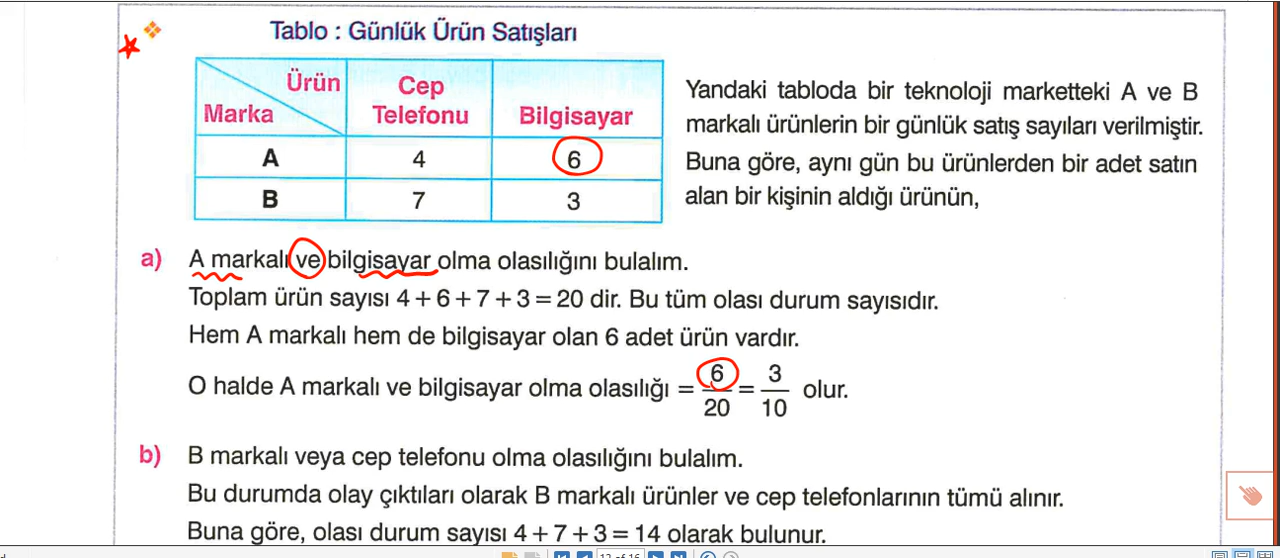 Tablo : Günlük Ürün Satışları
Ürün
Marka
Cep Telefonu
Bilgisayar
A 4 6
B 7 3
Yandaki tabloda bir teknoloji marketteki A ve B
markalı ürünlerin bir günlük satış sayıları verilmiştir.
Buna göre, aynı gün bu ürünlerden bir adet satın
alan bir kişinin aldığı ürünün,
a) A markalı ve bilgisayar olma olasılığını bulalım.
Toplam ürün sayısı 4 + 6 + 7 + 3 = 20 dir. Bu tüm olası durum sayısıdır.
Hem A markalı hem de bilgisayar olan 6 adet ürün vardır.
O halde A markalı ve bilgisayar olma olasılığı = 6/20 = 3/10 olur.
b) B markalı veya cep telefonu olma olasılığını bulalım.
Bu durumda olay çıktıları olarak B markalı ürünler ve cep telefonlarının tümü alınır.
Buna göre, olası durum sayısı 4 + 7 + 3 = 14 olarak bulunur.